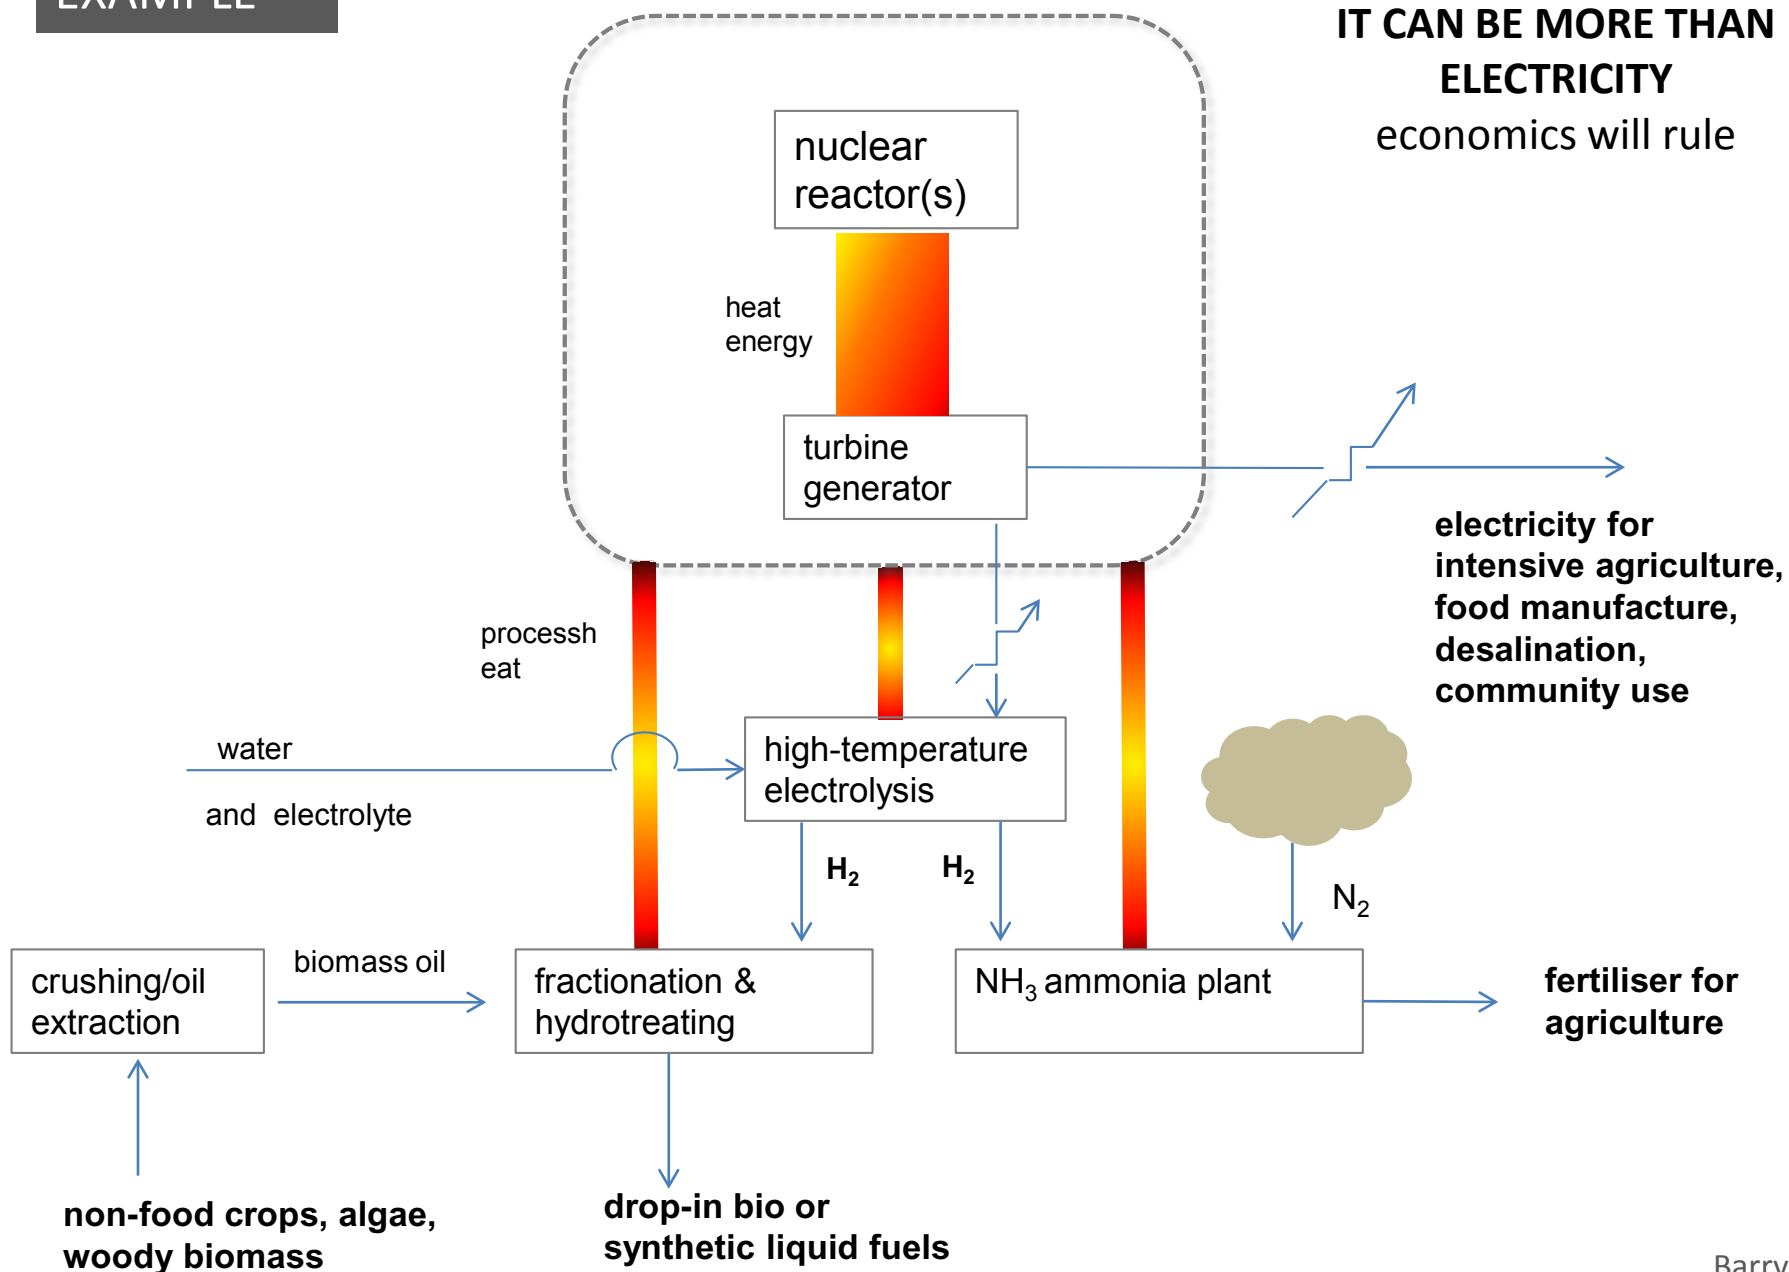 EXAMPLE
IT CAN BE MORE THAN
ELECTRICITY
economics will rule
nuclear
reactor(s)
heat
energy
turbine
generator
electricity for
intensive agriculture,
food manufacture,
desalination,
community use
processh
eat
water
and electrolyte
high-temperature
electrolysis
H₂
H₂
N₂
crushing/oil
extraction
biomass oil
fractionation &
hydrotreating
NH₃ ammonia plant
fertiliser for
agriculture
non-food crops, algae,
woody biomass
drop-in bio or
synthetic liquid fuels
Barry